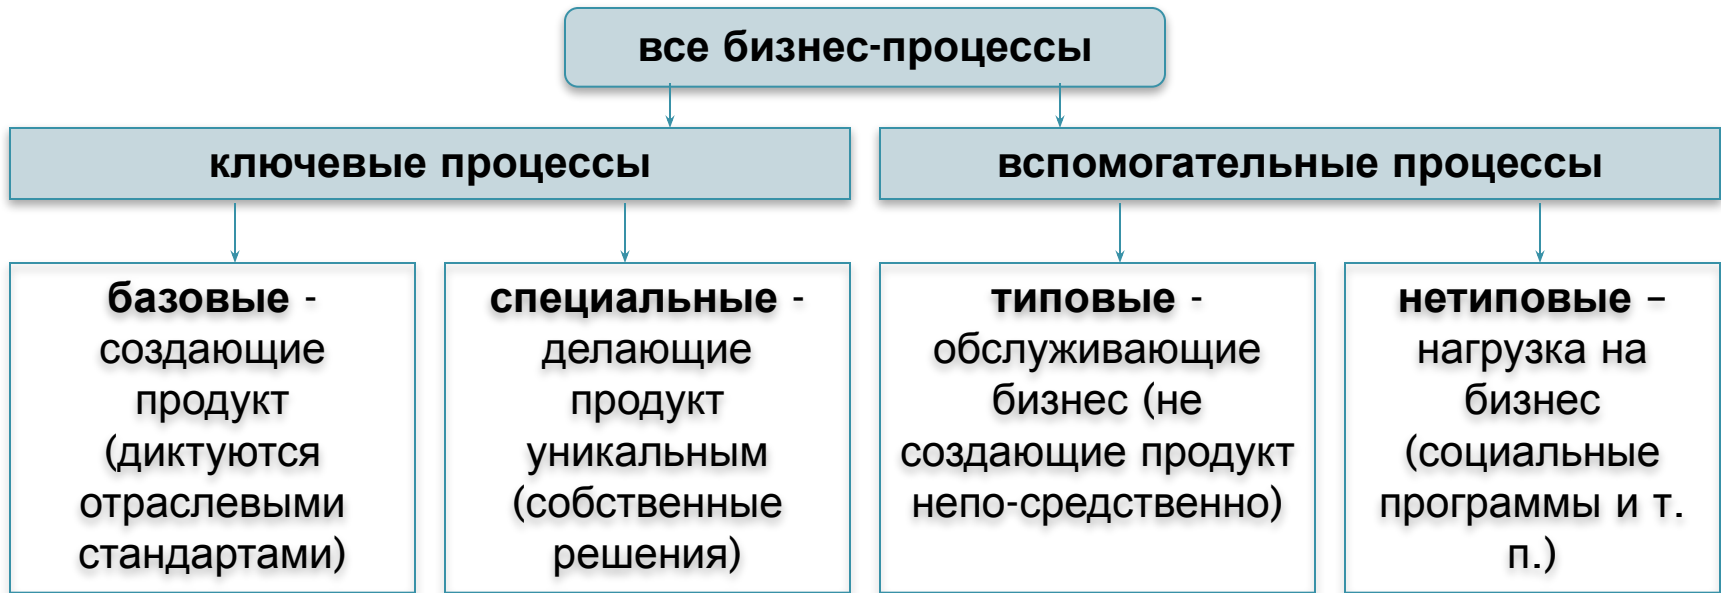 все бизнес-процессы
ключевые процессы
вспомогательные процессы
базовые -
создающие
продукт
(диктуются
отраслевыми
стандартами)
специальные -
делающие
продукт
уникальным
(собственные
решения)
типовые -
обслуживающие
бизнес (не
создающие продукт
непо-средственно)
нетиповые –
нагрузка на
бизнес
(социальные
программы и т.
п.)